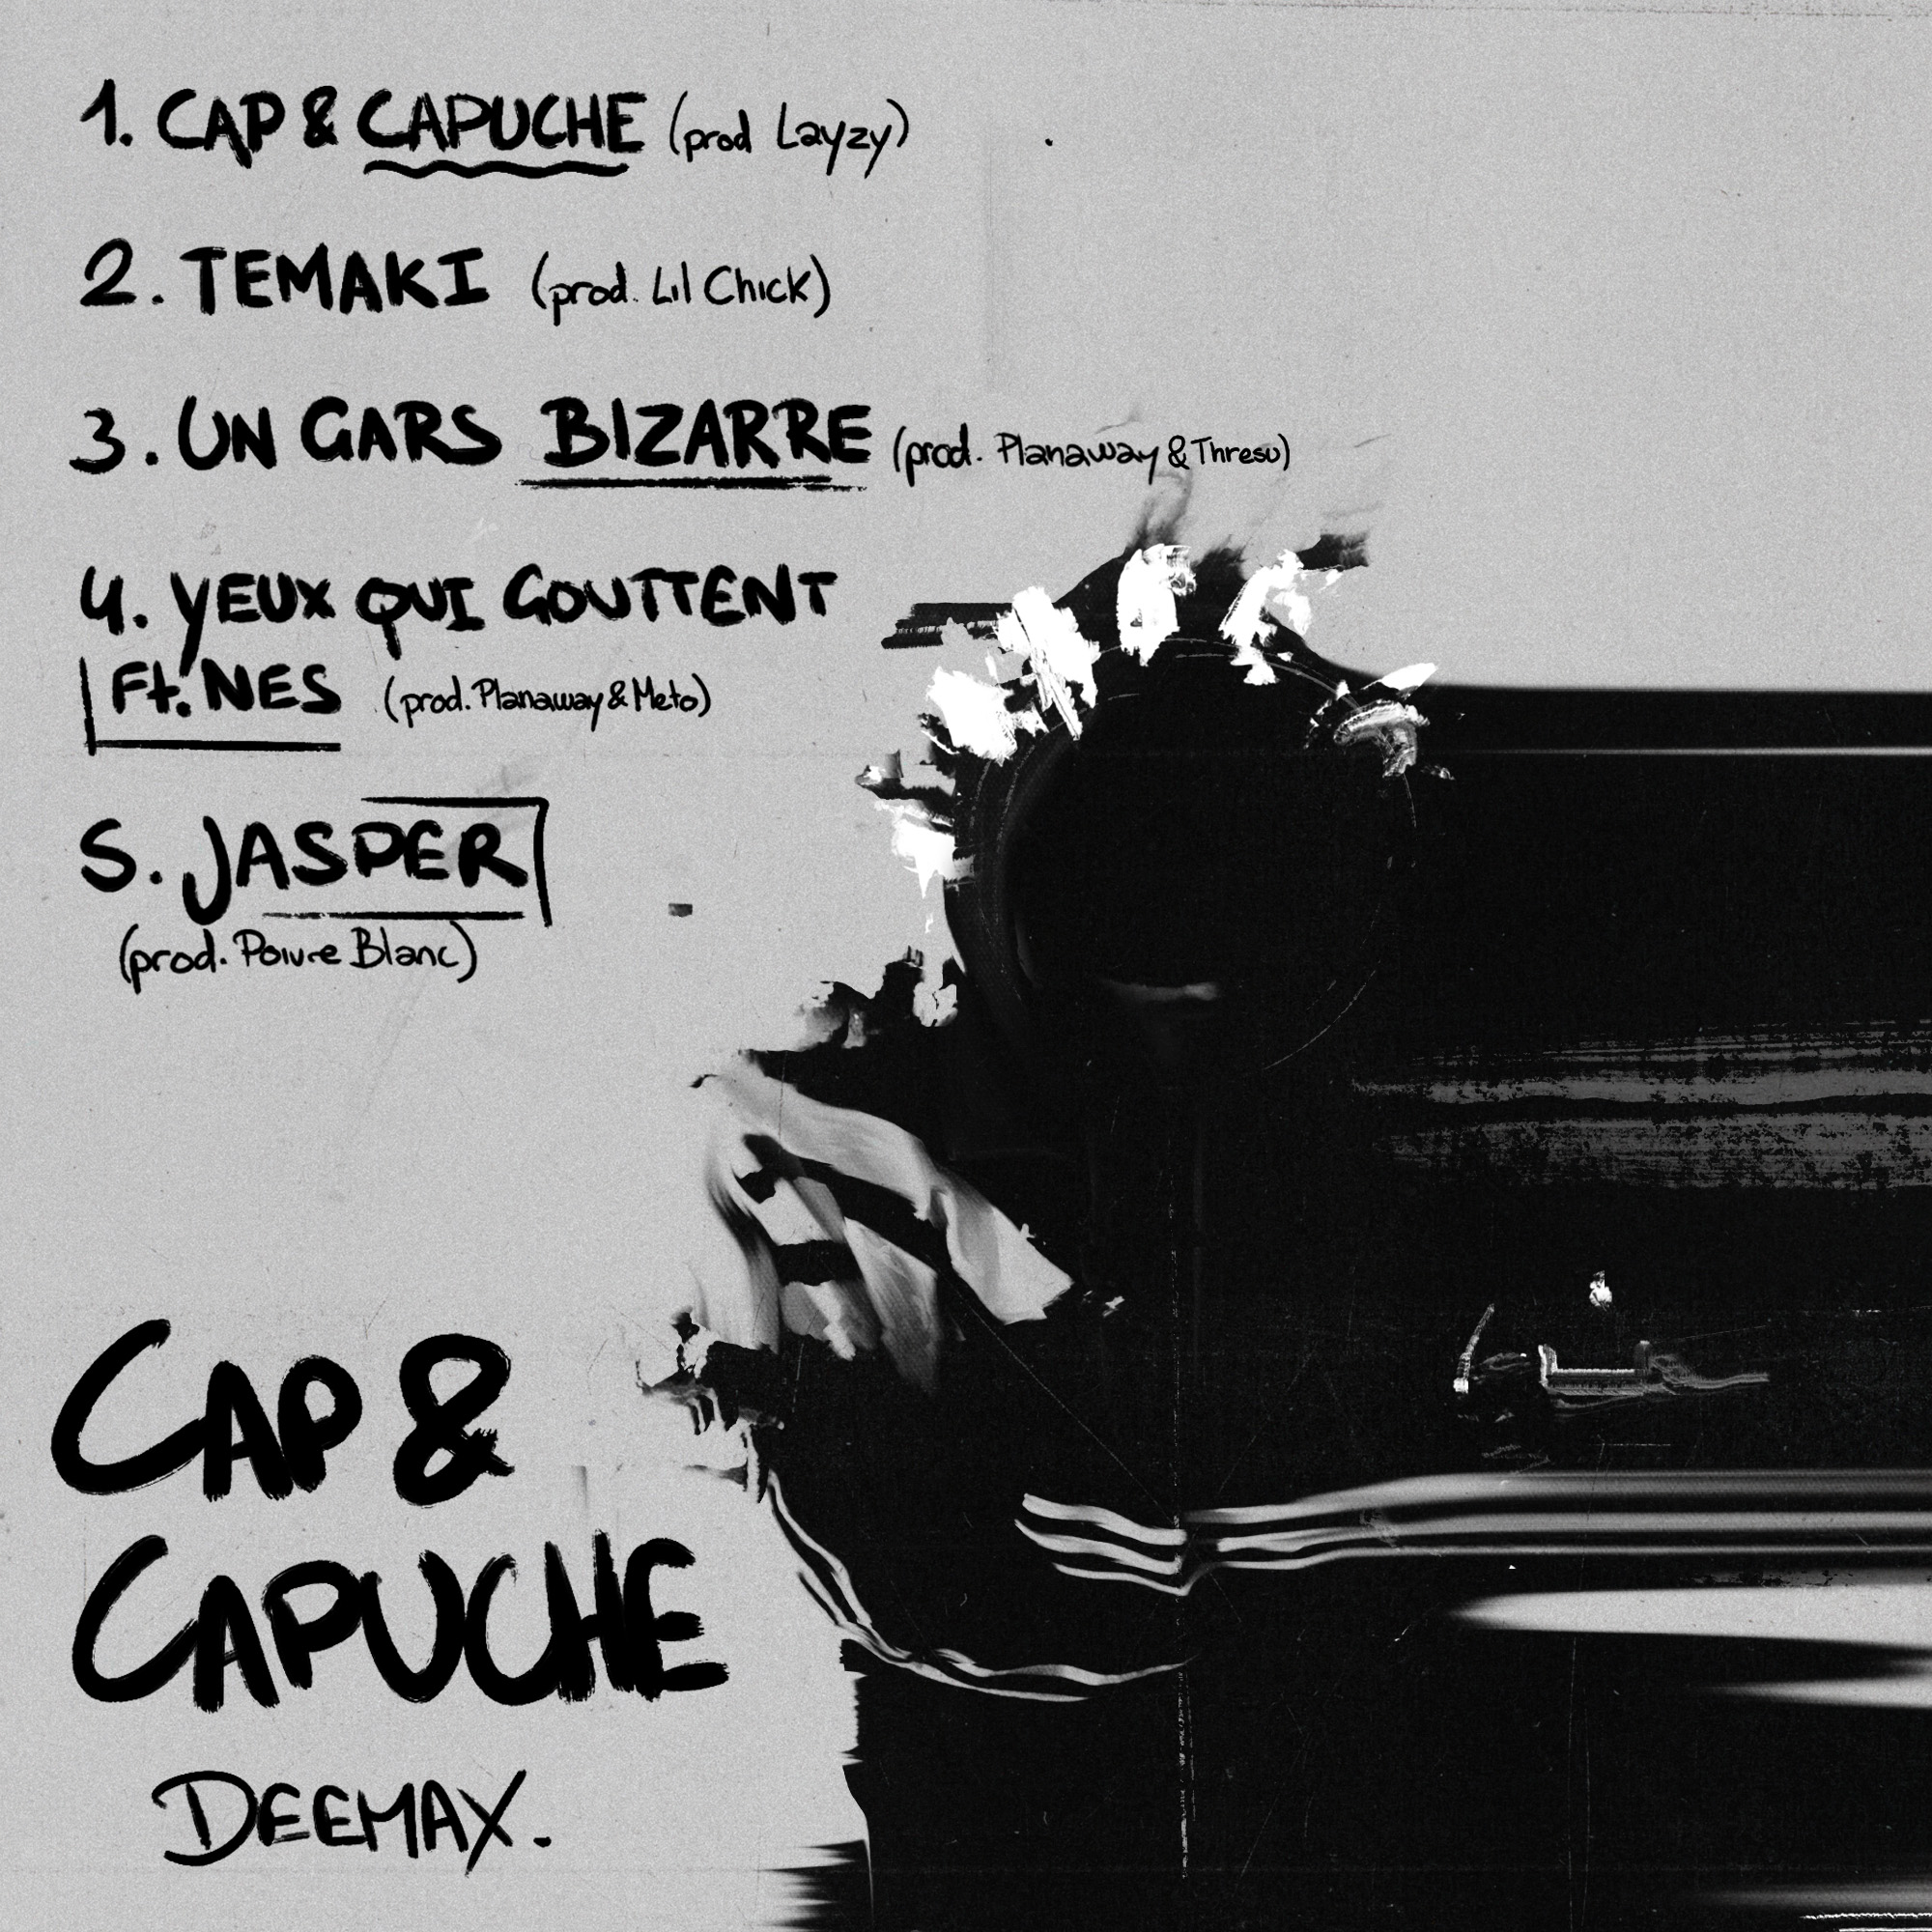 1. CAP & CAPUCHE (prod Layzy)
2. TEMAKI (prod. Lil Chick)
3. UN GARS BIZARRE (prod. Planaway & Thresu)
4. YEUX QUI GOUTTENT
Ft. NES (prod. Planaway & Meto)
5. JASPER
(prod. Poivre Blanc)
CAP &
CAPUCHE
DEEMAX.